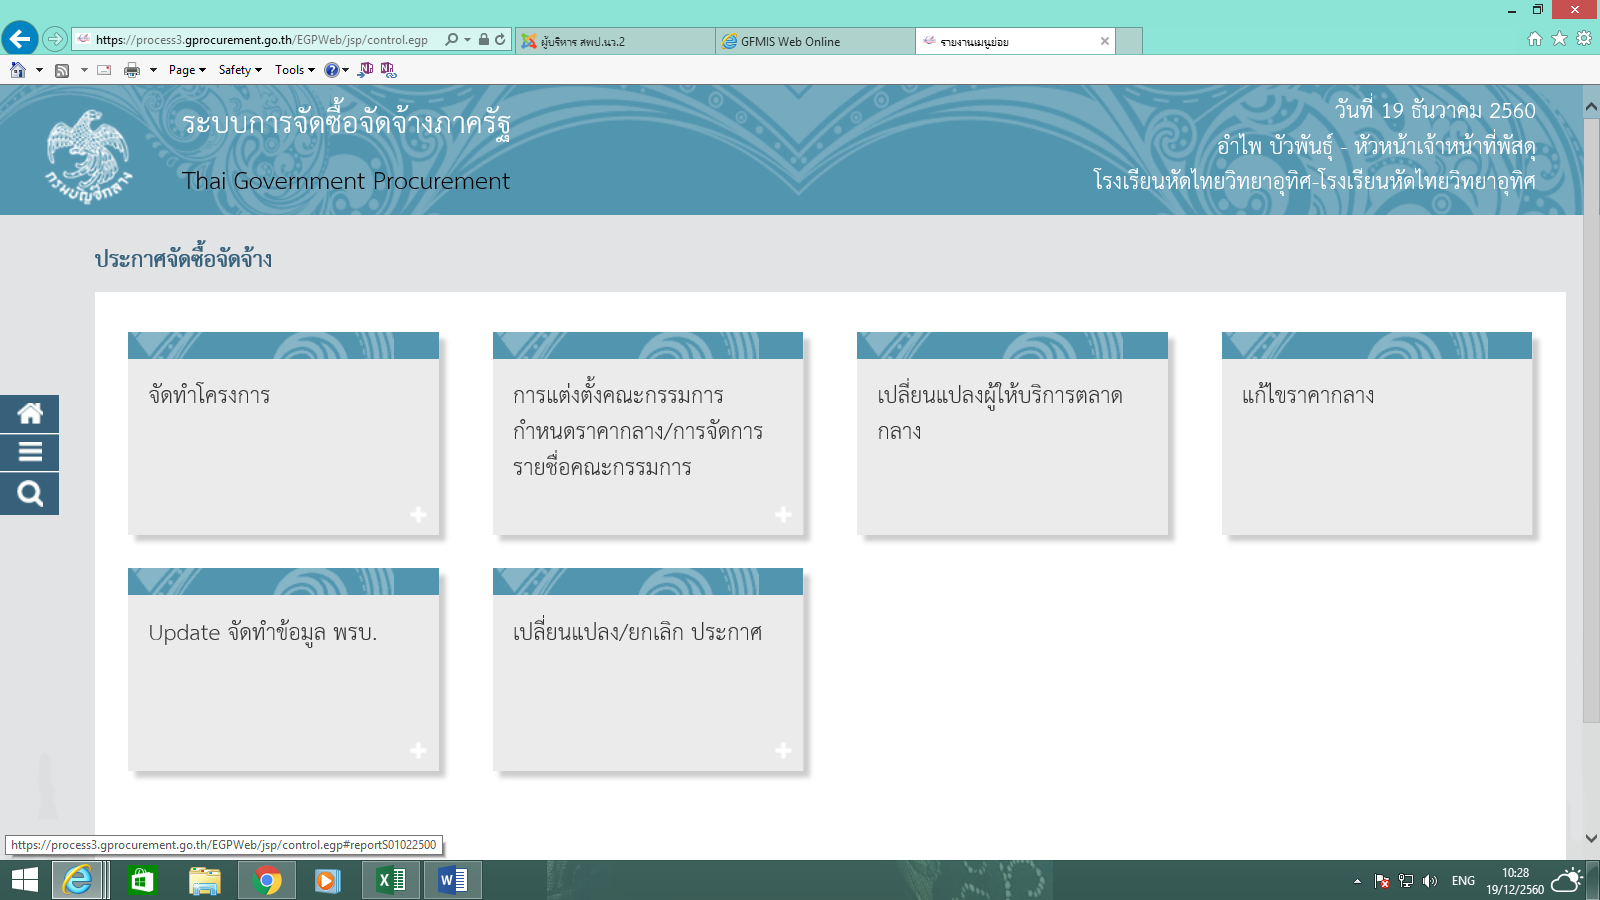 https://process3.gprocurement.go.th/EGPWeb/jsp/control.egp
ผู้บริหาร สพป.นว.2
GFMIS Web Online
รายงานเมนูย่อย
Page Safety Tools
ระบบการจัดซื้อจัดจ้างภาครัฐ
Thai Government Procurement
กรมบัญชีกลาง
วันที่ 19 ธันวาคม 2560
อำไพ บัวพันธุ์ - หัวหน้าเจ้าหน้าที่พัสดุ
โรงเรียนหัดไทยวิทยาอุทิศ-โรงเรียนหัดไทยวิทยาอุทิศ
ประกาศจัดซื้อจัดจ้าง
จัดทำโครงการ
การแต่งตั้งคณะกรรมการ
กำหนดราคากลาง/การจัดการ
รายชื่อคณะกรรมการ
เปลี่ยนแปลงผู้ให้บริการตลาด
กลาง
แก้ไขราคากลาง
Update จัดทำข้อมูล พรบ.
เปลี่ยนแปลง/ยกเลิก ประกาศ
https://process3.gprocurement.go.th/EGPWeb/jsp/control.egp#reportS01022500
ENG
10:28
19/12/2560